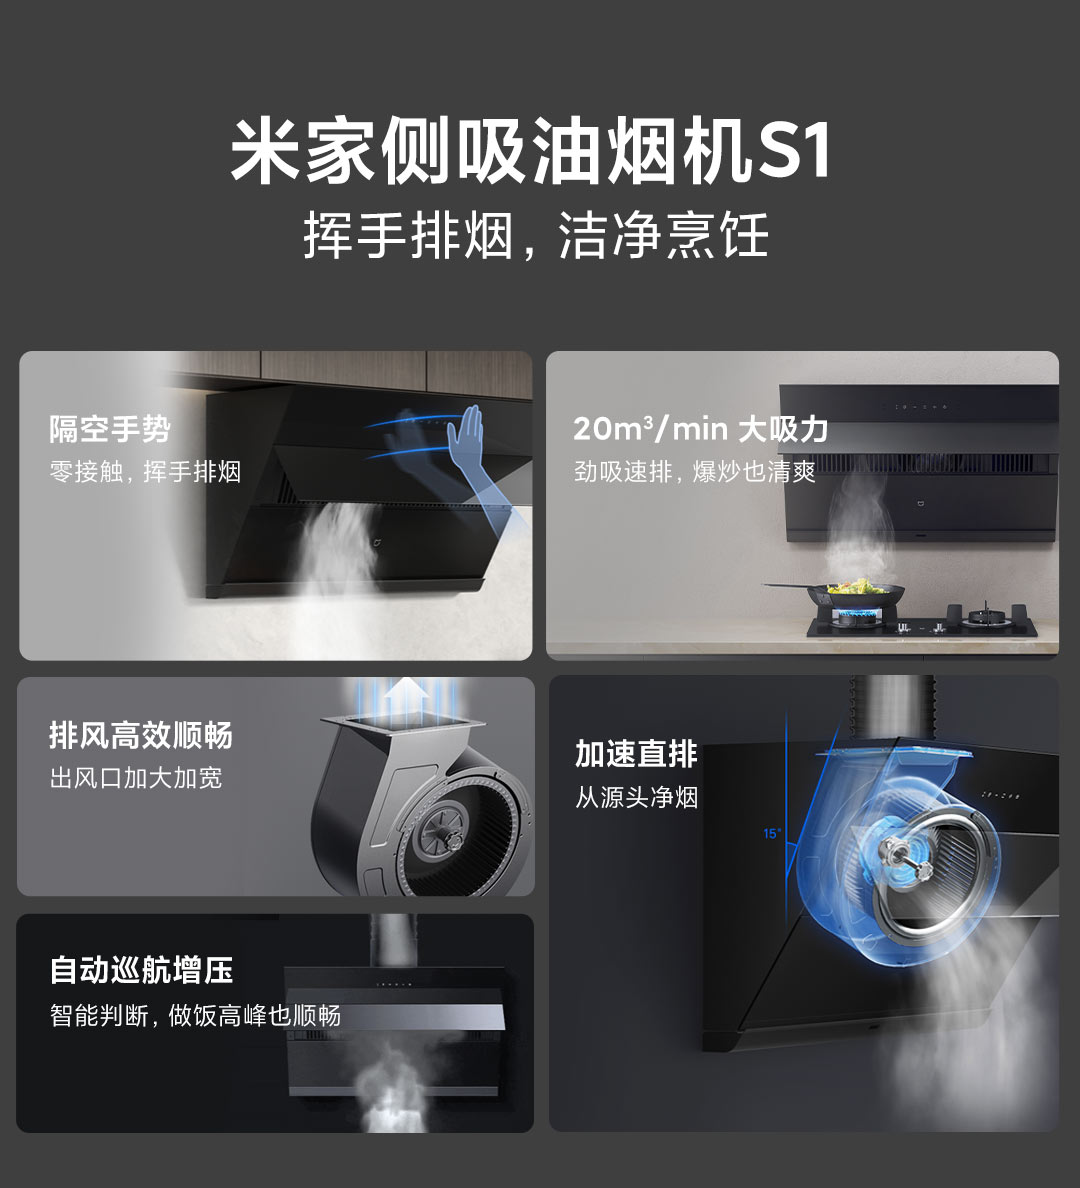 米家侧吸油烟机S1
挥手排烟，洁净烹饪
隔空手势
零接触，挥手排烟
20m³/min 大吸力
劲吸速排，爆炒也清爽
排风高效顺畅
出风口加大加宽
加速直排
从源头净烟
15°
自动巡航增压
智能判断，做饭高峰也顺畅